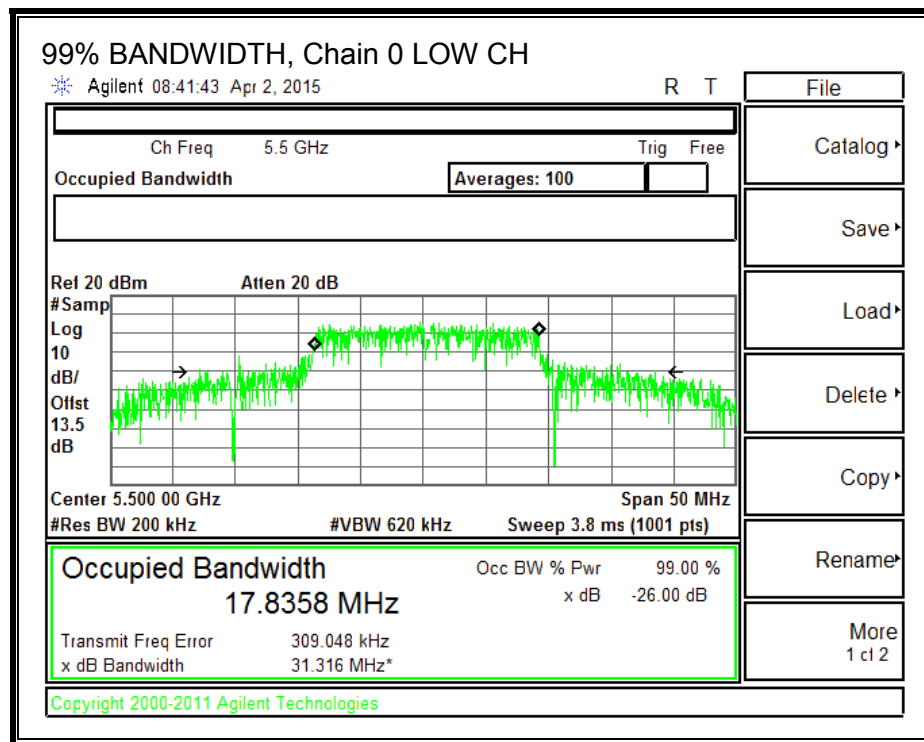 99% BANDWIDTH, Chain 0 LOW CH
Agilent 08:41:43 Apr 2, 2015 R T
File
Ch Freq 5.5 GHz Trig Free
Occupied Bandwidth Averages: 100
Catalog
Save
Load
Delete
Copy
Rename
More
1 of 2
Ref 20 dBm Atten 20 dB
#Samp
Log
10
dB/
Offst
13.5
dB
Center 5.500 00 GHz Span 50 MHz
#Res BW 200 kHz #VBW 620 kHz Sweep 3.8 ms (1001 pts)
Occupied Bandwidth Occ BW % Pwr 99.00 %
17.8358 MHz x dB -26.00 dB
Transmit Freq Error 309.048 kHz
x dB Bandwidth 31.316 MHz*
Copyright 2000-2011 Agilent Technologies